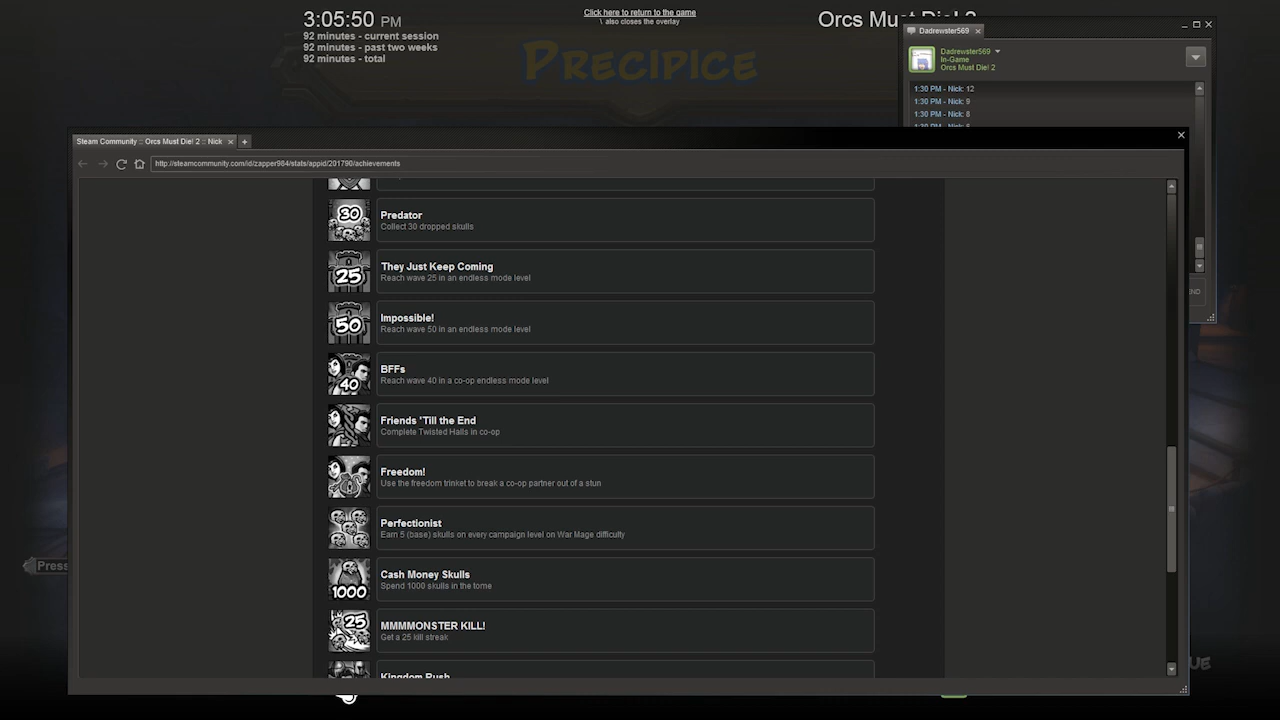 3:05:50 PM
92 minutes - current session
92 minutes - past two weeks
92 minutes - total
Click here to return to the game
\ also closes the overlay
Orcs Must Die! 2
PRECIPICE
Dadrewster569
Dadrewster569
In-Game
Orcs Must Die! 2
1:30 PM - Nick: 12
1:30 PM - Nick: 9
1:30 PM - Nick: 8
Steam Community :: Orcs Must Die! 2 :: Nick
http://steamcommunity.com/id/zapper984/stats/appid/201790/achievements
30
Predator
Collect 30 dropped skulls
25
They Just Keep Coming
Reach wave 25 in an endless mode level
50
Impossible!
Reach wave 50 in an endless mode level
40
BFFs
Reach wave 40 in a co-op endless mode level
Friends 'Till the End
Complete Twisted Halls in co-op
Freedom!
Use the freedom trinket to break a co-op partner out of a stun
Perfectionist
Earn 5 (base) skulls on every campaign level on War Mage difficulty
1000
Cash Money Skulls
Spend 1000 skulls in the tome
25
MMMMONSTER KILL!
Get a 25 kill streak
Kingdom Rush
Press